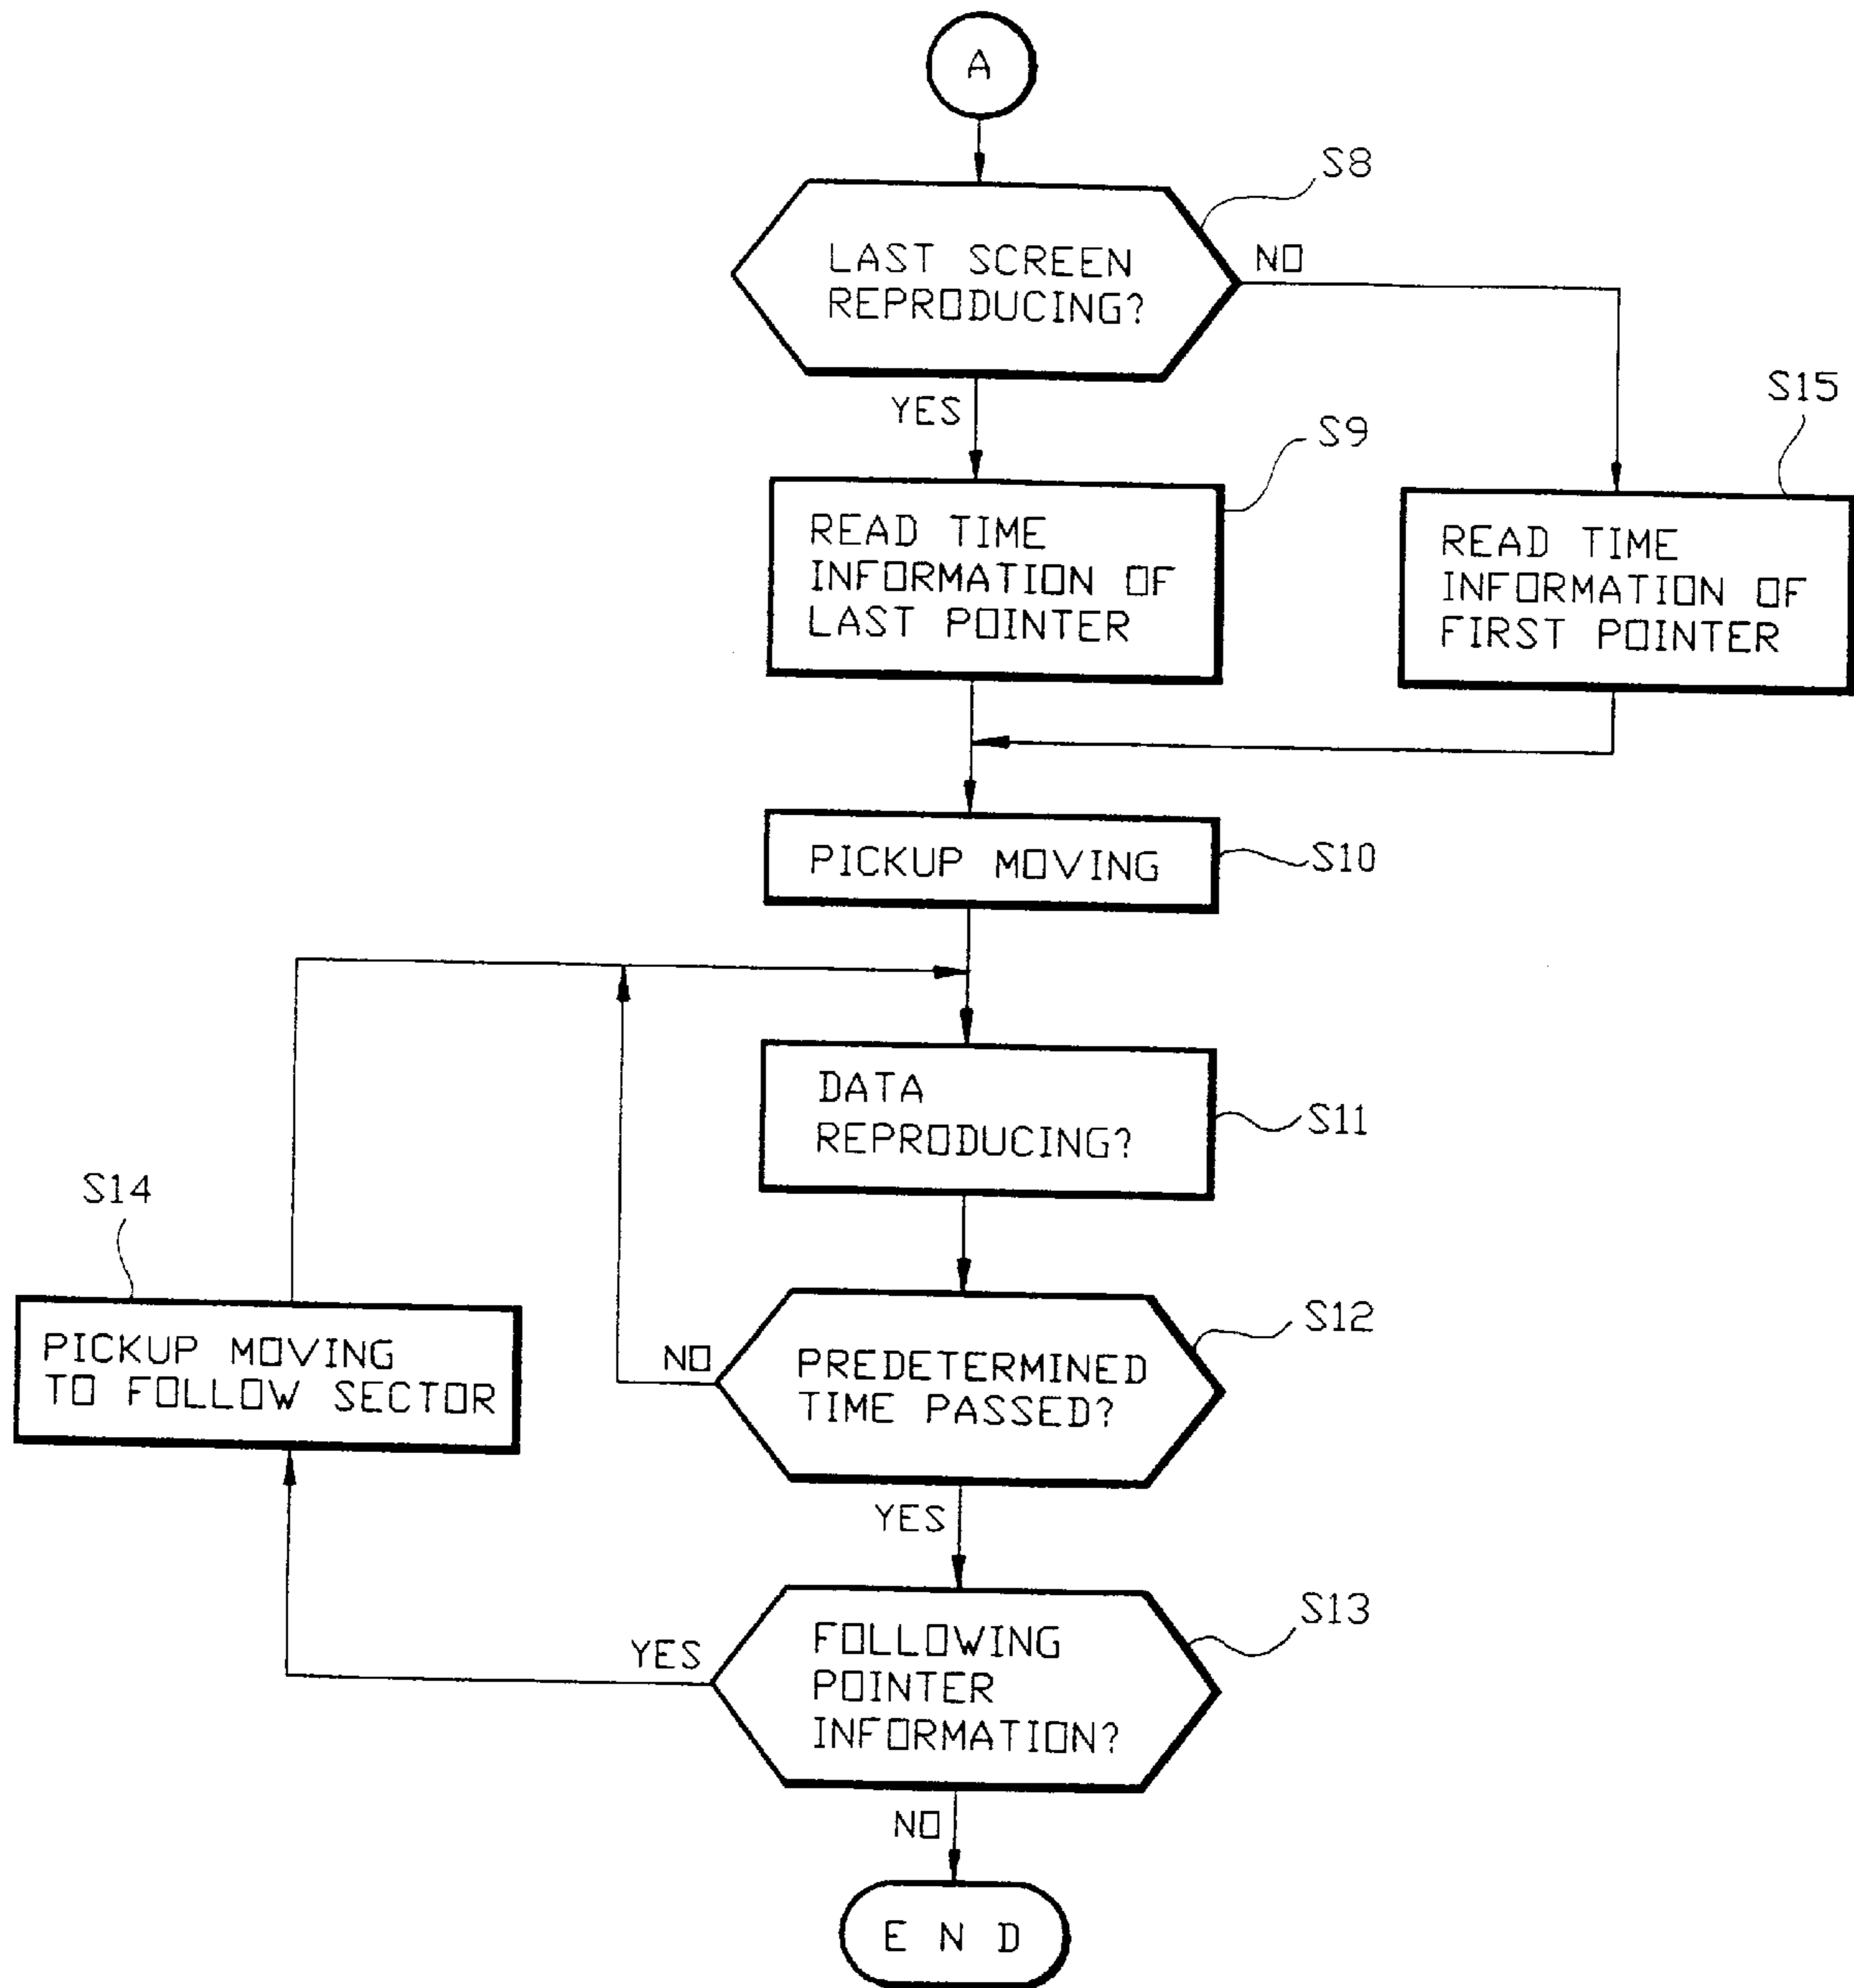 A
S8
LAST SCREEN
REPRODUCING?
NO
YES
S9
S15
READ TIME
INFORMATION OF
LAST POINTER
READ TIME
INFORMATION OF
FIRST POINTER
PICKUP MOVING
S10
DATA
REPRODUCING?
S11
S14
PICKUP MOVING
TO FOLLOW SECTOR
NO
PREDETERMINED
TIME PASSED?
S12
YES
YES
FOLLOWING
POINTER
INFORMATION?
S13
NO
E N D